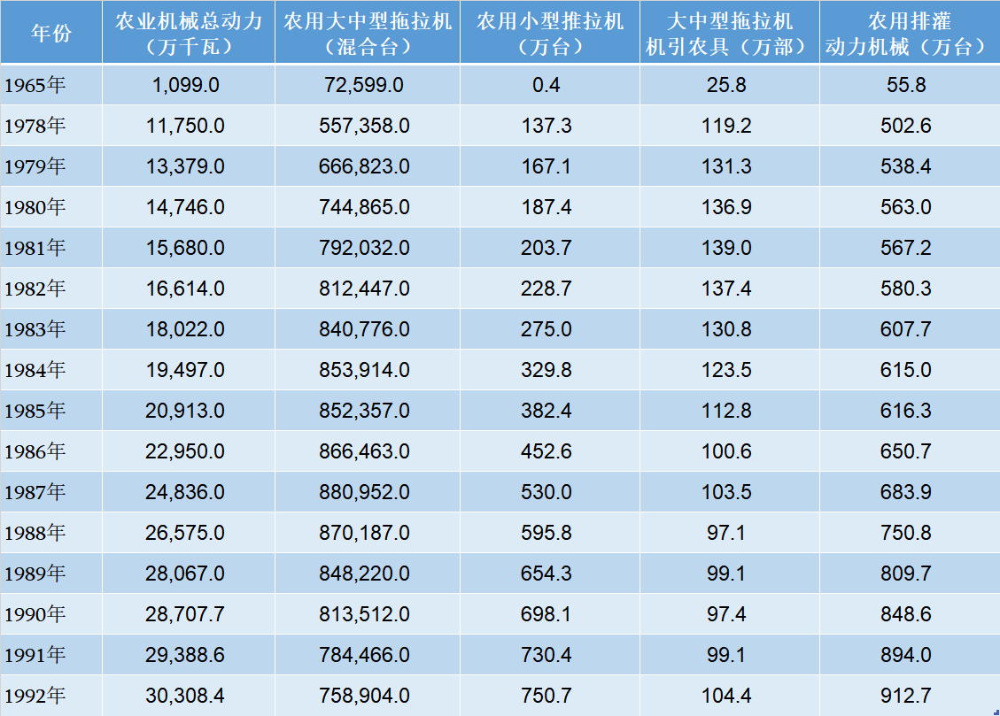 年份 农业机械总动力（万千瓦） 农用大中型拖拉机（混合台） 农用小型推拉机（万台） 大中型拖拉机机引农具（万部） 农用排灌动力机械（万台）
1965年 1,099.0 72,599.0 0.4 25.8 55.8
1978年 11,750.0 557,358.0 137.3 119.2 502.6
1979年 13,379.0 666,823.0 167.1 131.3 538.4
1980年 14,746.0 744,865.0 187.4 136.9 563.0
1981年 15,680.0 792,032.0 203.7 139.0 567.2
1982年 16,614.0 812,447.0 228.7 137.4 580.3
1983年 18,022.0 840,776.0 275.0 130.8 607.7
1984年 19,497.0 853,914.0 329.8 123.5 615.0
1985年 20,913.0 852,357.0 382.4 112.8 616.3
1986年 22,950.0 866,463.0 452.6 100.6 650.7
1987年 24,836.0 880,952.0 530.0 103.5 683.9
1988年 26,575.0 870,187.0 595.8 97.1 750.8
1989年 28,067.0 848,220.0 654.3 99.1 809.7
1990年 28,707.7 813,512.0 698.1 97.4 848.6
1991年 29,388.6 784,466.0 730.4 99.1 894.0
1992年 30,308.4 758,904.0 750.7 104.4 912.7